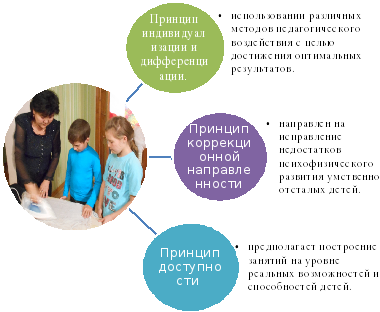 Принцип
индивидуал
изации и
дифференци
ации.
• использовании различных
методов педагогического
воздействия с целью
достижения оптимальных
результатов.
Принцип
коррекци
онной
направле
нности
• направлен на
исправление
недостатков
психофизического
развития умственно
отсталых детей.
Принцип
доступно
сти
• предполагает построение
занятий на уровне
реальных возможностей и
способностей детей.